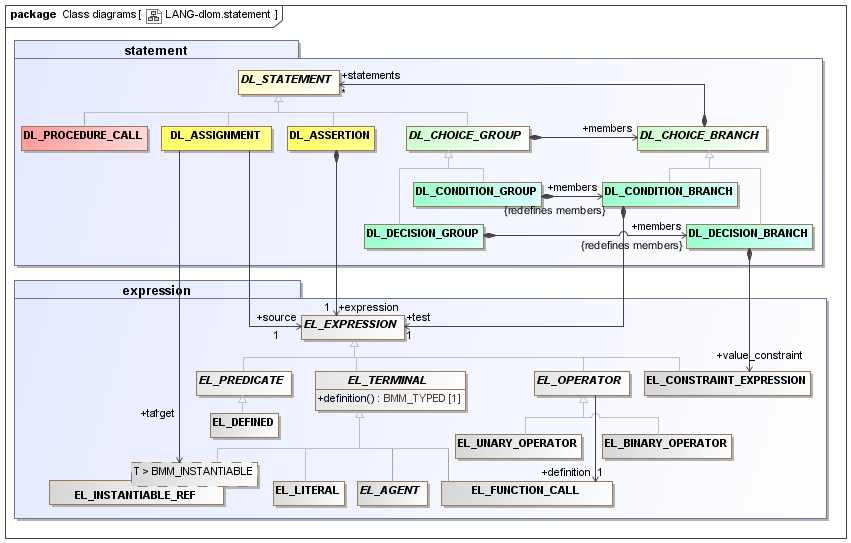 package Class diagrams [ LANG-dlom.statement ]
statement
DL_STATEMENT
+statements
*
DL_PROCEDURE_CALL
DL_ASSIGNMENT
DL_ASSERTION
DL_CHOICE_GROUP
+members
DL_CHOICE_BRANCH
DL_CONDITION_GROUP
+members
{redefines members}
DL_CONDITION_BRANCH
DL_DECISION_GROUP
+members
{redefines members}
DL_DECISION_BRANCH
expression
1 +expression
+source
1
EL_EXPRESSION
+test
1
+value_constraint
EL_PREDICATE
EL_TERMINAL
+definition() : BMM_TYPED [1]
EL_OPERATOR
EL_CONSTRAINT_EXPRESSION
+target
EL_DEFINED
EL_UNARY_OPERATOR
EL_BINARY_OPERATOR
T > BMM_INSTANTIABLE
EL_INSTANTIABLE_REF
EL_LITERAL
EL_AGENT
+definition 1
EL_FUNCTION_CALL